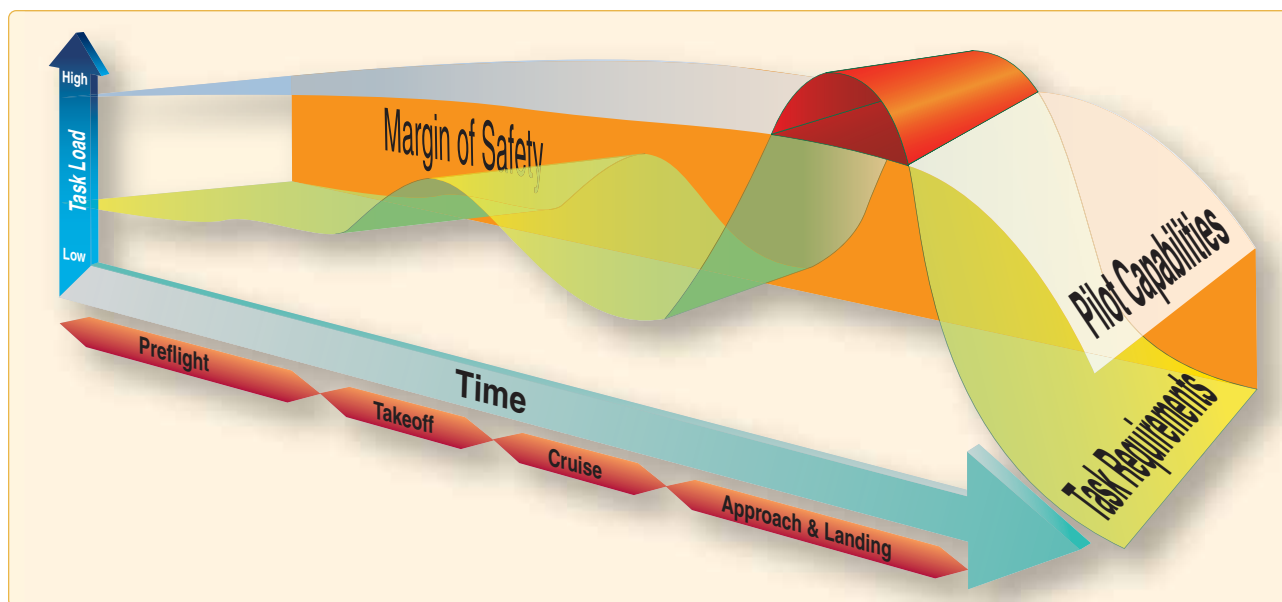 High
Task Load
Low
Margin of Safety
Pilot Capabilities
Task Requirements
Time
Preflight
Takeoff
Cruise
Approach & Landing